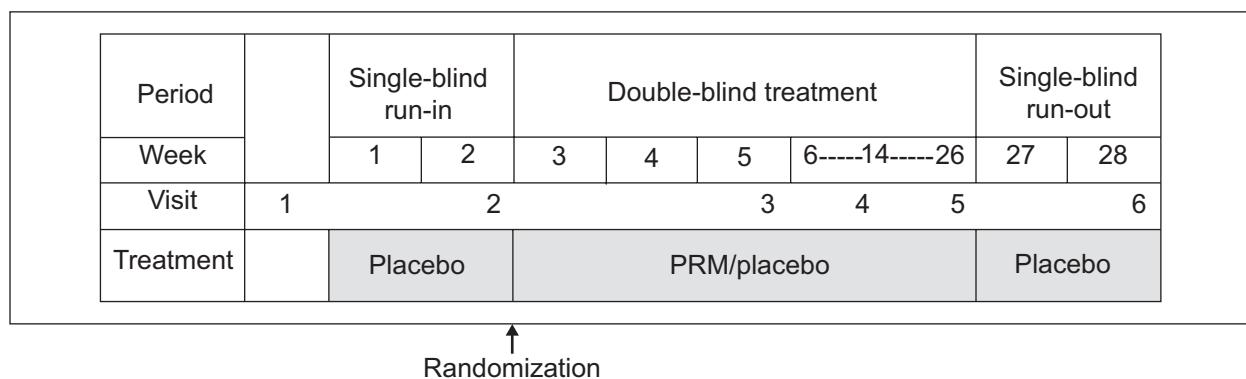 Period
Single-blind
run-in
Double-blind treatment
Single-blind
run-out
Week 1 2 3 4 5 6-----14-----26 27 28
Visit 1 2 3 4 5 6
Treatment Placebo PRM/placebo Placebo
Randomization